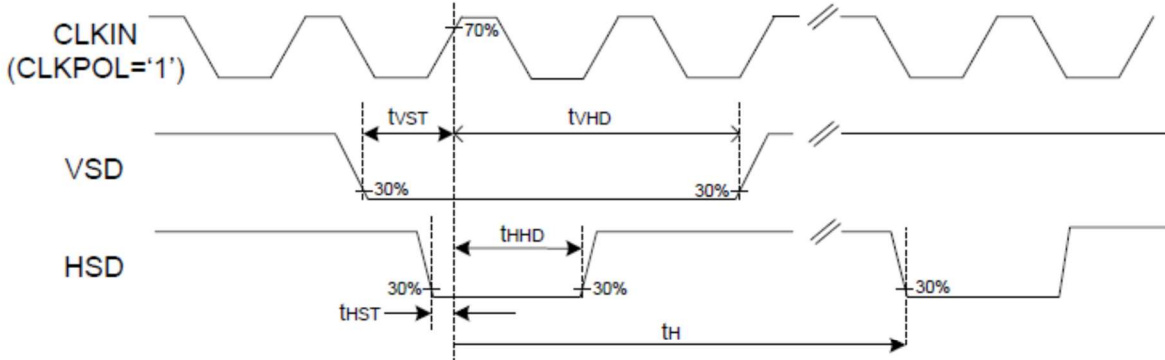 CLKIN
(CLKPOL='1')
70%
tVST
tVHD
VSD
30%
30%
tHHD
HSD
30%
30%
30%
tHST
tH